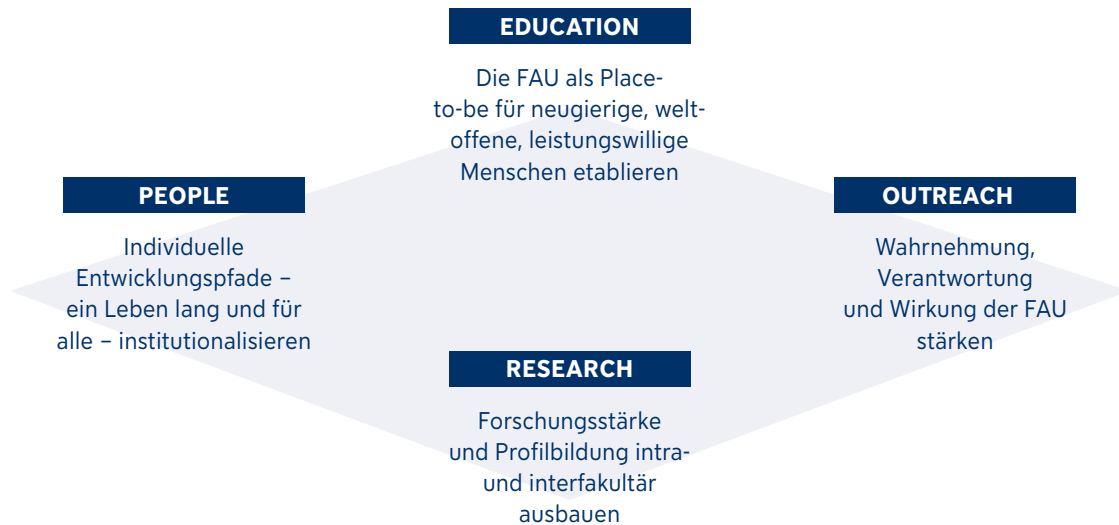 EDUCATION
Die FAU als Place-
to-be für neugierige, welt-
offene, leistungswillige
Menschen etablieren
PEOPLE
Individuelle
Entwicklungspfade –
ein Leben lang und für
alle – institutionalisieren
OUTREACH
Wahrnehmung,
Verantwortung
und Wirkung der FAU
stärken
RESEARCH
Forschungsstärke
und Profilbildung intra-
und interfakultär
ausbauen